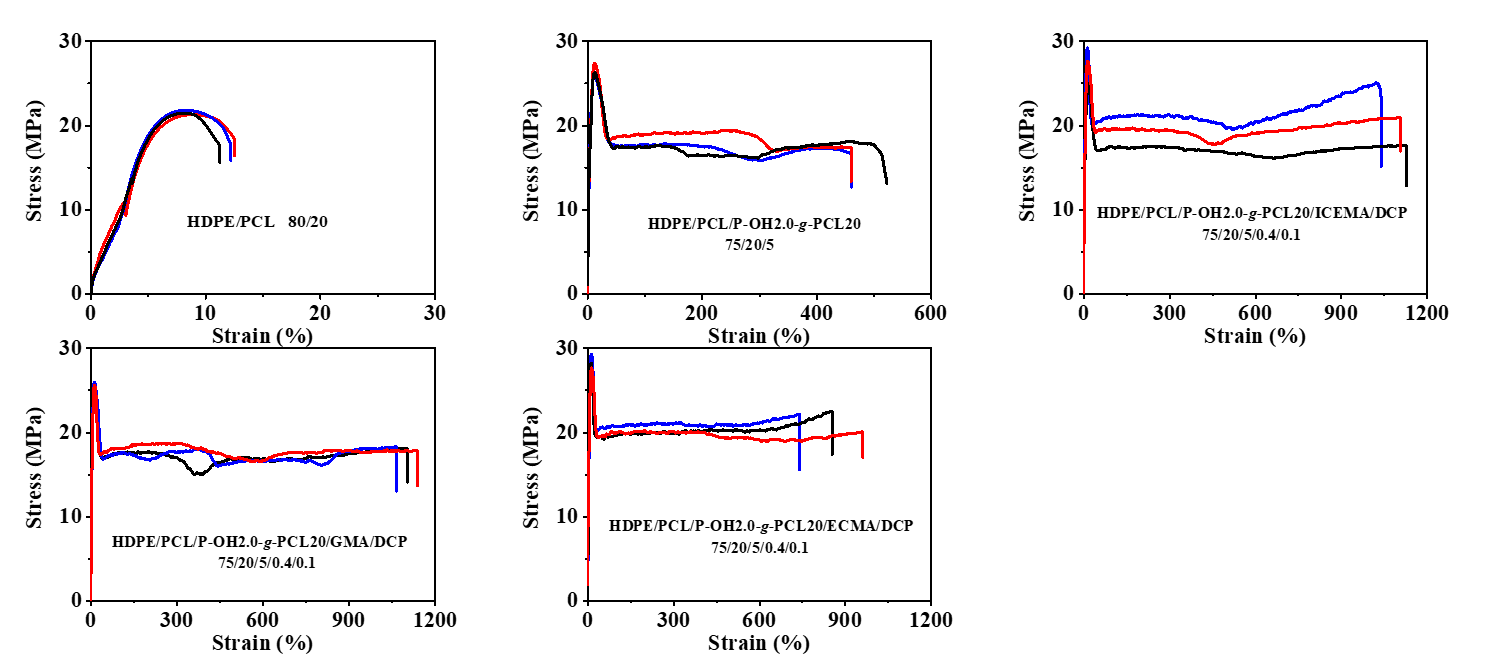 30
20
10
0
Stress (MPa)
HDPE/PCL 80/20
0 10 20 30
Strain (%)
30
20
10
0
Stress (MPa)
HDPE/PCL/P-OH2.0-g-PCL20
75/20/5
0 200 400 600
Strain (%)
30
20
10
0
Stress (MPa)
HDPE/PCL/P-OH2.0-g-PCL20/ICEMA/DCP
75/20/5/0.4/0.1
0 300 600 900 1200
Strain (%)
30
20
10
0
Stress (MPa)
HDPE/PCL/P-OH2.0-g-PCL20/GMA/DCP
75/20/5/0.4/0.1
0 300 600 900 1200
Strain (%)
30
20
10
0
Stress (MPa)
HDPE/PCL/P-OH2.0-g-PCL20/ECMA/DCP
75/20/5/0.4/0.1
0 300 600 900 1200
Strain (%)